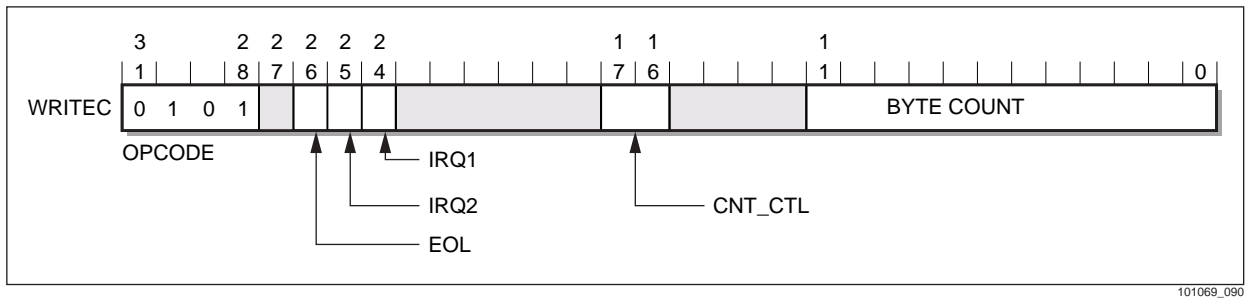 3 2 2 2 2 2 1 1 1
1 8 7 6 5 4 7 6 1 0
WRITEC 0 1 0 1 BYTE COUNT
OPCODE
IRQ1
IRQ2 CNT_CTL
EOL
101069_090